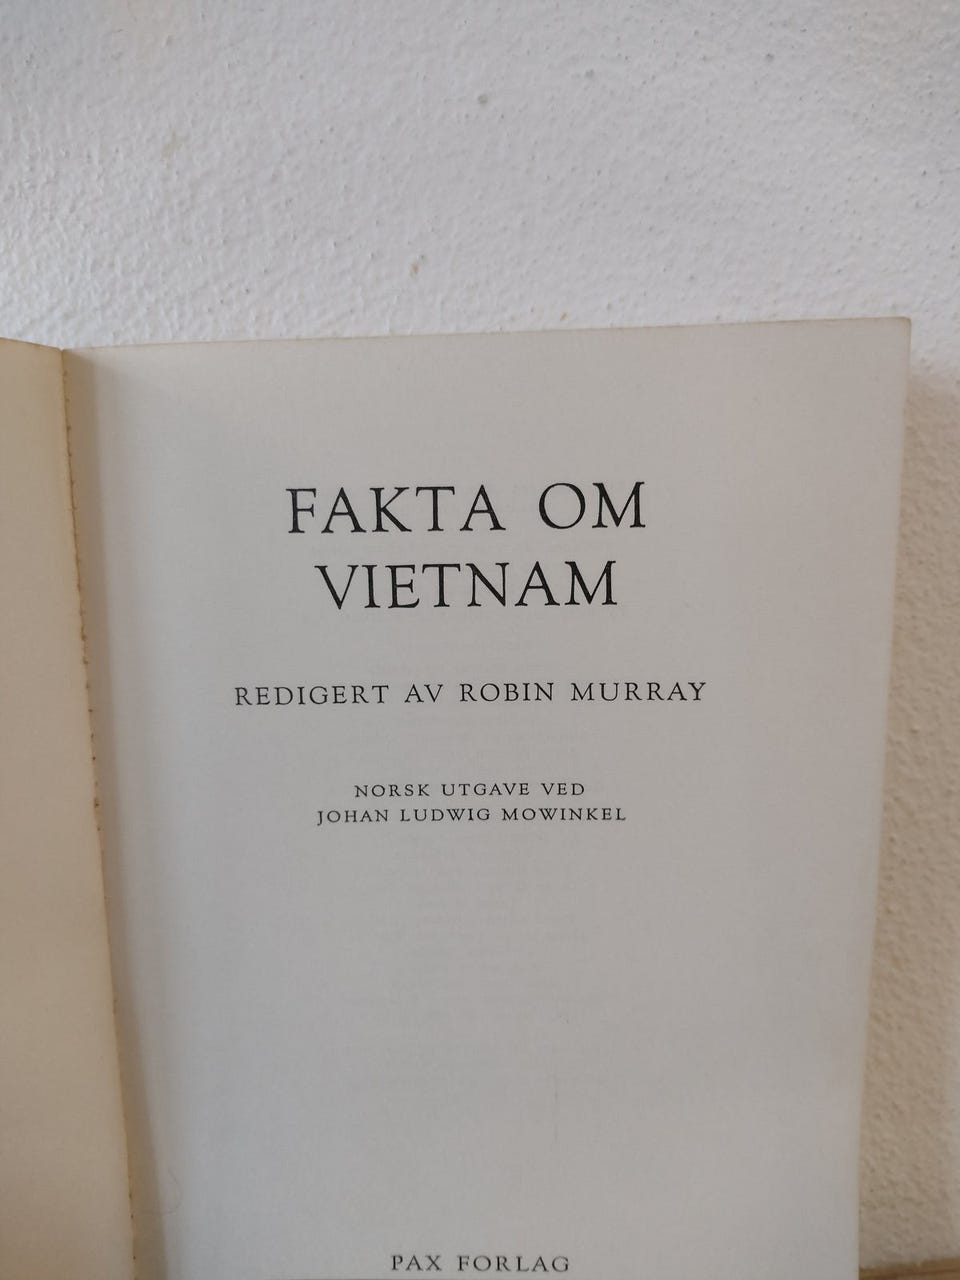 FAKTA OM
VIETNAM
REDIGERT AV ROBIN MURRAY
NORSK UTGAVE VED
JOHAN LUDWIG MOWINKEL
PAX FORLAG